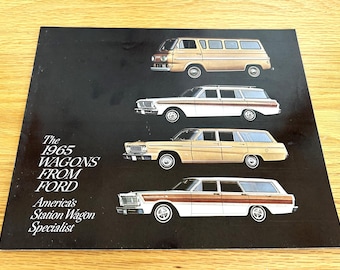 The
1965
WAGONS
FROM
FORD
America's
Station Wagon
Specialist